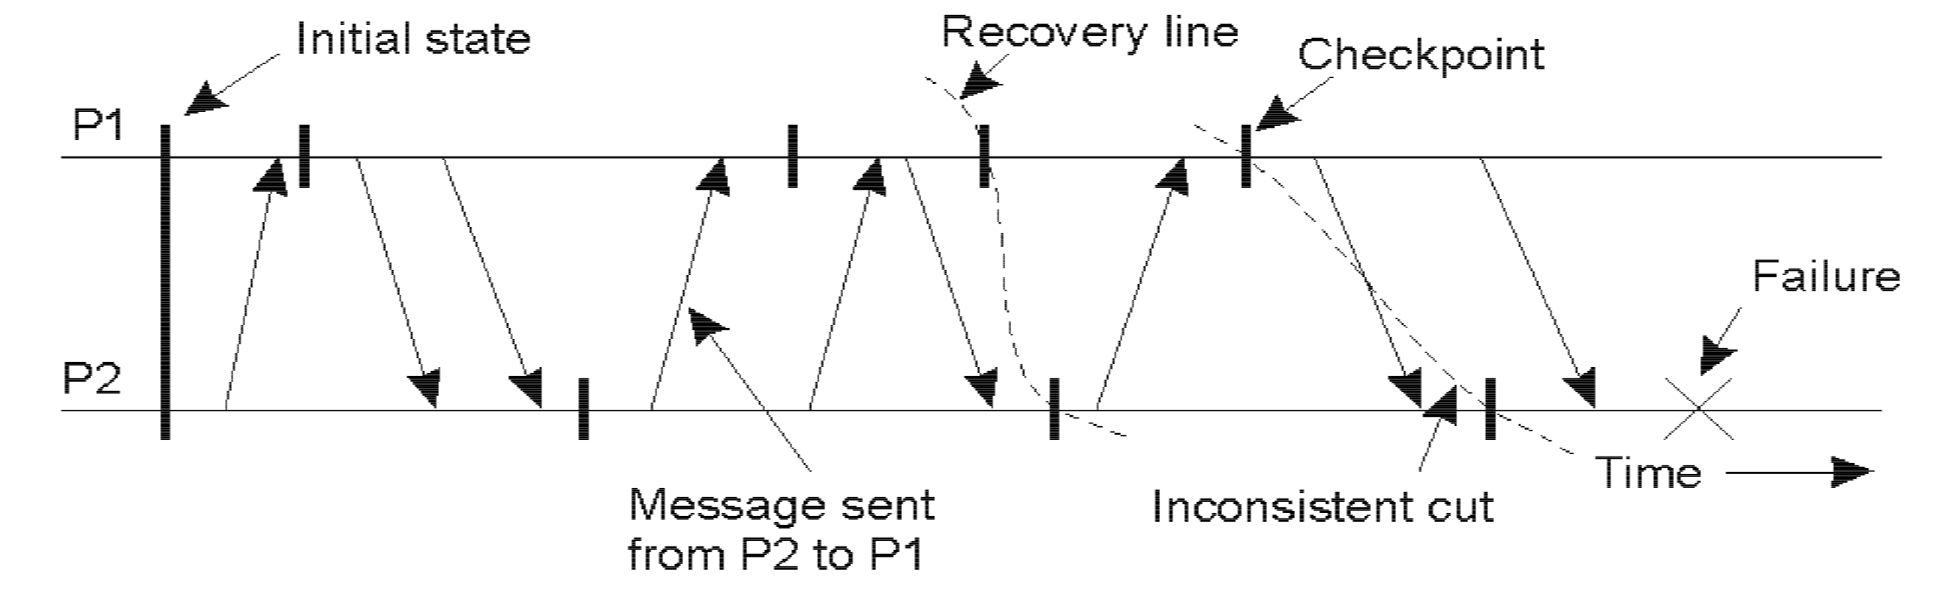 Initial state
Recovery line
Checkpoint
P1
Failure
P2
Time
Message sent
from P2 to P1
Inconsistent cut